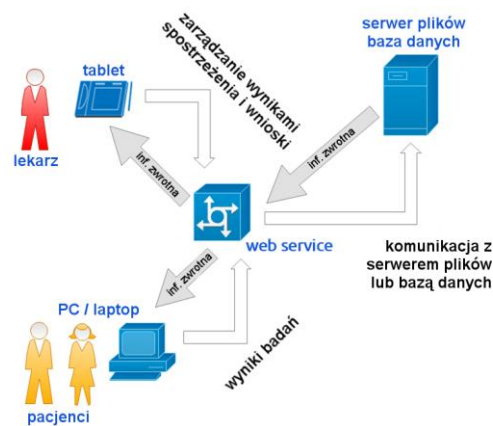 serwer plików
baza danych
zarządzanie wynikami
spostrzeżenia i wnioski
tablet
lekarz
inf. zwrotna
inf. zwrotna
web service
komunikacja z
serwerem plików
lub bazą danych
inf. zwrotna
PC / laptop
wyniki badań
pacjenci